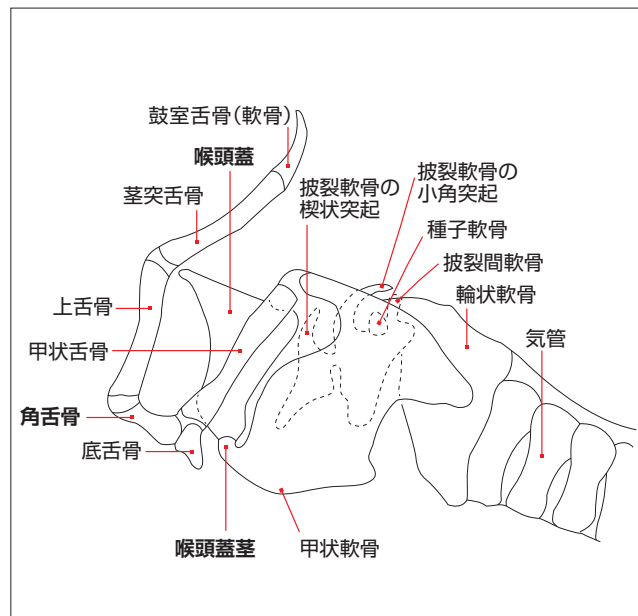 鼓室舌骨(軟骨)
喉頭蓋
茎突舌骨
披裂軟骨の
楔状突起
披裂軟骨の
小角突起
種子軟骨
披裂間軟骨
輪状軟骨
気管
上舌骨
甲状舌骨
角舌骨
底舌骨
喉頭蓋茎
甲状軟骨